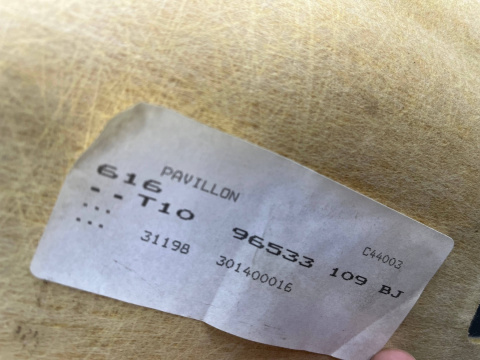 PAVILLON
616
-- T10 96533 109 BJ
... 31198 301400016 C44003
...